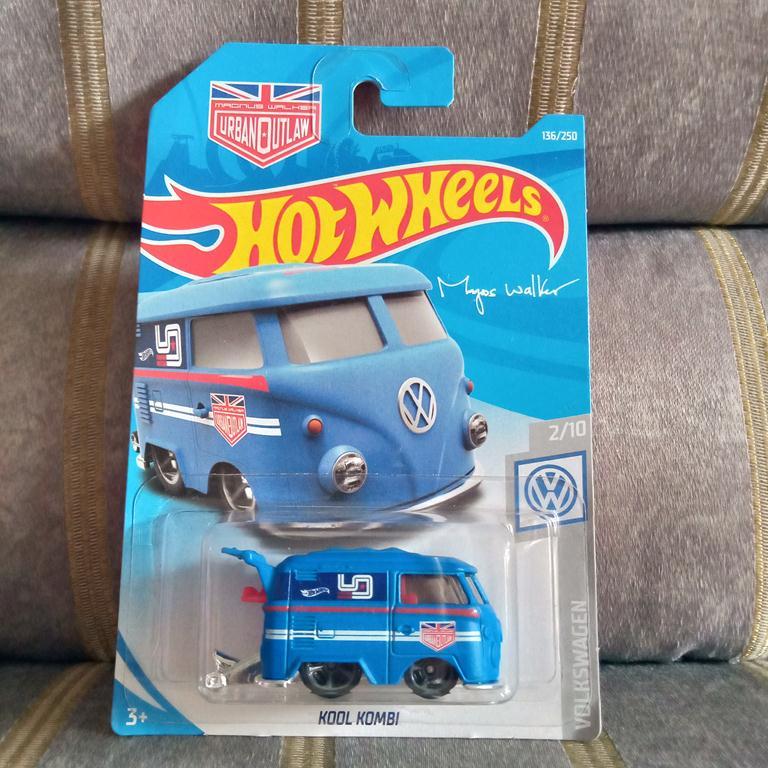 MAGNUS WALKER
URBAN OUTLAW
136/250
HOT WHEELS
Magnus Walker
2/10
VOLKSWAGEN
3+
KOOL KOMBI